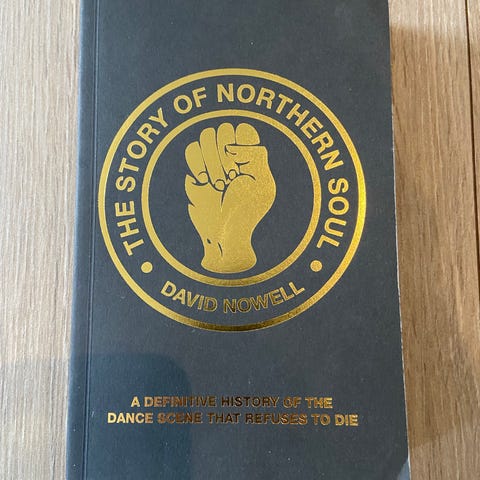 THE STORY OF NORTHERN SOUL
DAVID NOWELL
A DEFINITIVE HISTORY OF THE
DANCE SCENE THAT REFUSES TO DIE